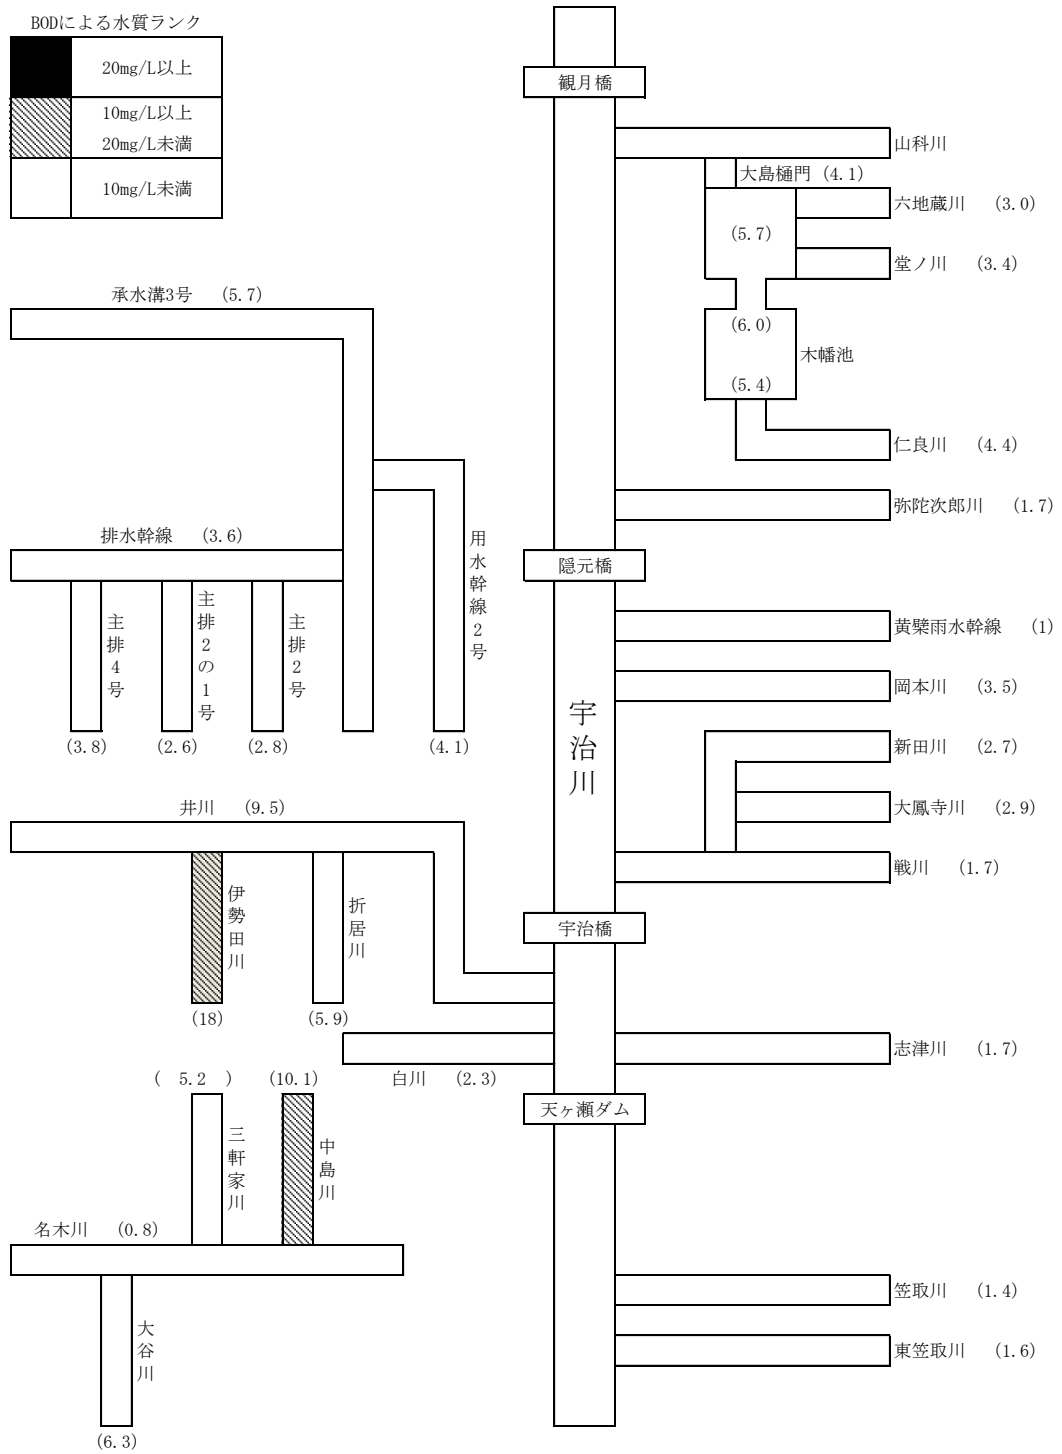 BODによる水質ランク
20mg/L以上
10mg/L以上
20mg/L未満
10mg/L未満
観月橋
山科川
大島樋門 (4.1)
六地蔵川 (3.0)
(5.7)
堂ノ川 (3.4)
承水溝3号 (5.7)
(6.0)
木幡池
(5.4)
仁良川 (4.4)
弥陀次郎川 (1.7)
排水幹線 (3.6)
用水幹線2号
隠元橋
主排4号
主排2の1号
主排2号
黄檗雨水幹線 (1)
岡本川 (3.5)
宇治川
(3.8)
(2.6)
(2.8)
(4.1)
新田川 (2.7)
井川 (9.5)
大鳳寺川 (2.9)
戦川 (1.7)
伊勢田川
折居川
宇治橋
(18)
(5.9)
志津川 (1.7)
白川 (2.3)
( 5.2 )
(10.1)
天ヶ瀬ダム
三軒家川
中島川
名木川 (0.8)
笠取川 (1.4)
大谷川
東笠取川 (1.6)
(6.3)